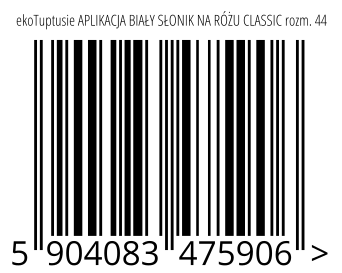 ekoTuptusie APLIKACJA BIAŁY SŁONIK NA RÓŻU CLASSIC rozm. 44
5 904083 475906 >